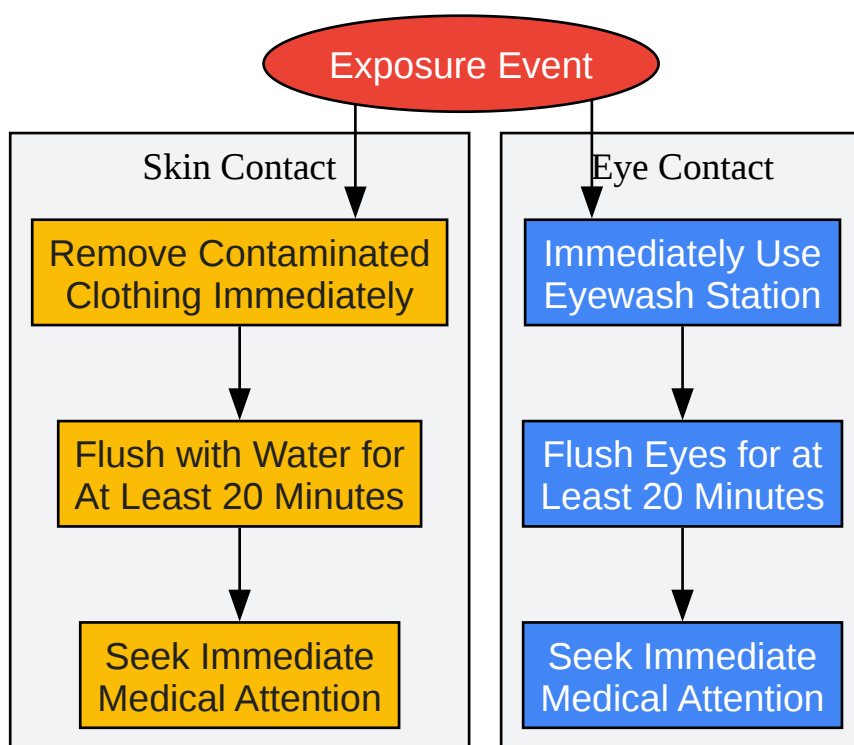 Exposure Event
Skin Contact
Remove Contaminated
Clothing Immediately
Flush with Water for
At Least 20 Minutes
Seek Immediate
Medical Attention
Eye Contact
Immediately Use
Eyewash Station
Flush Eyes for at
Least 20 Minutes
Seek Immediate
Medical Attention